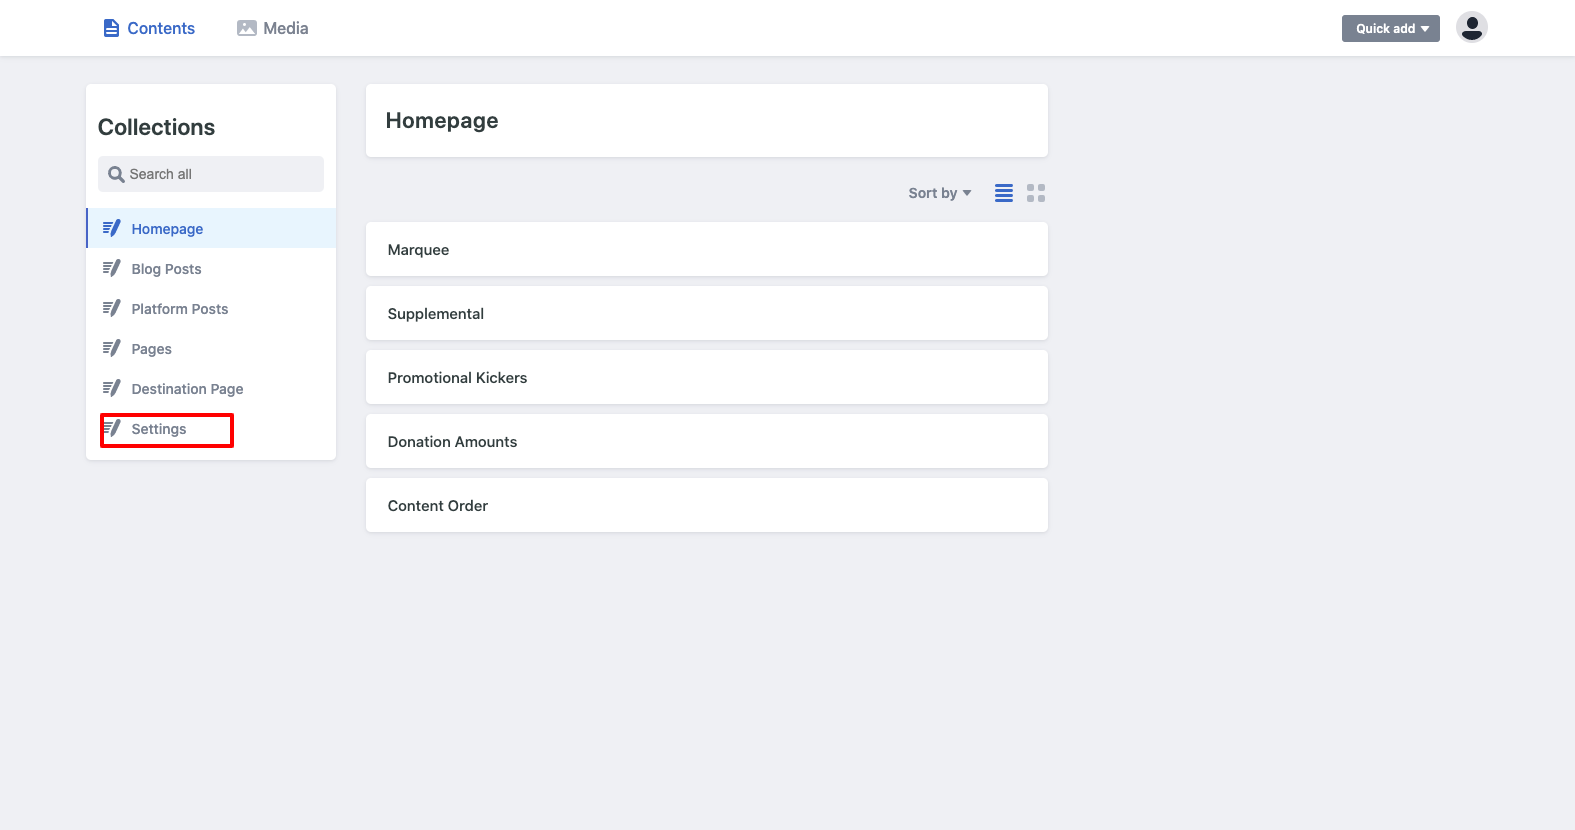 Contents
Media
Quick add
Collections
Search all
Homepage
Blog Posts
Platform Posts
Pages
Destination Page
Settings
Homepage
Sort by
Marquee
Supplemental
Promotional Kickers
Donation Amounts
Content Order